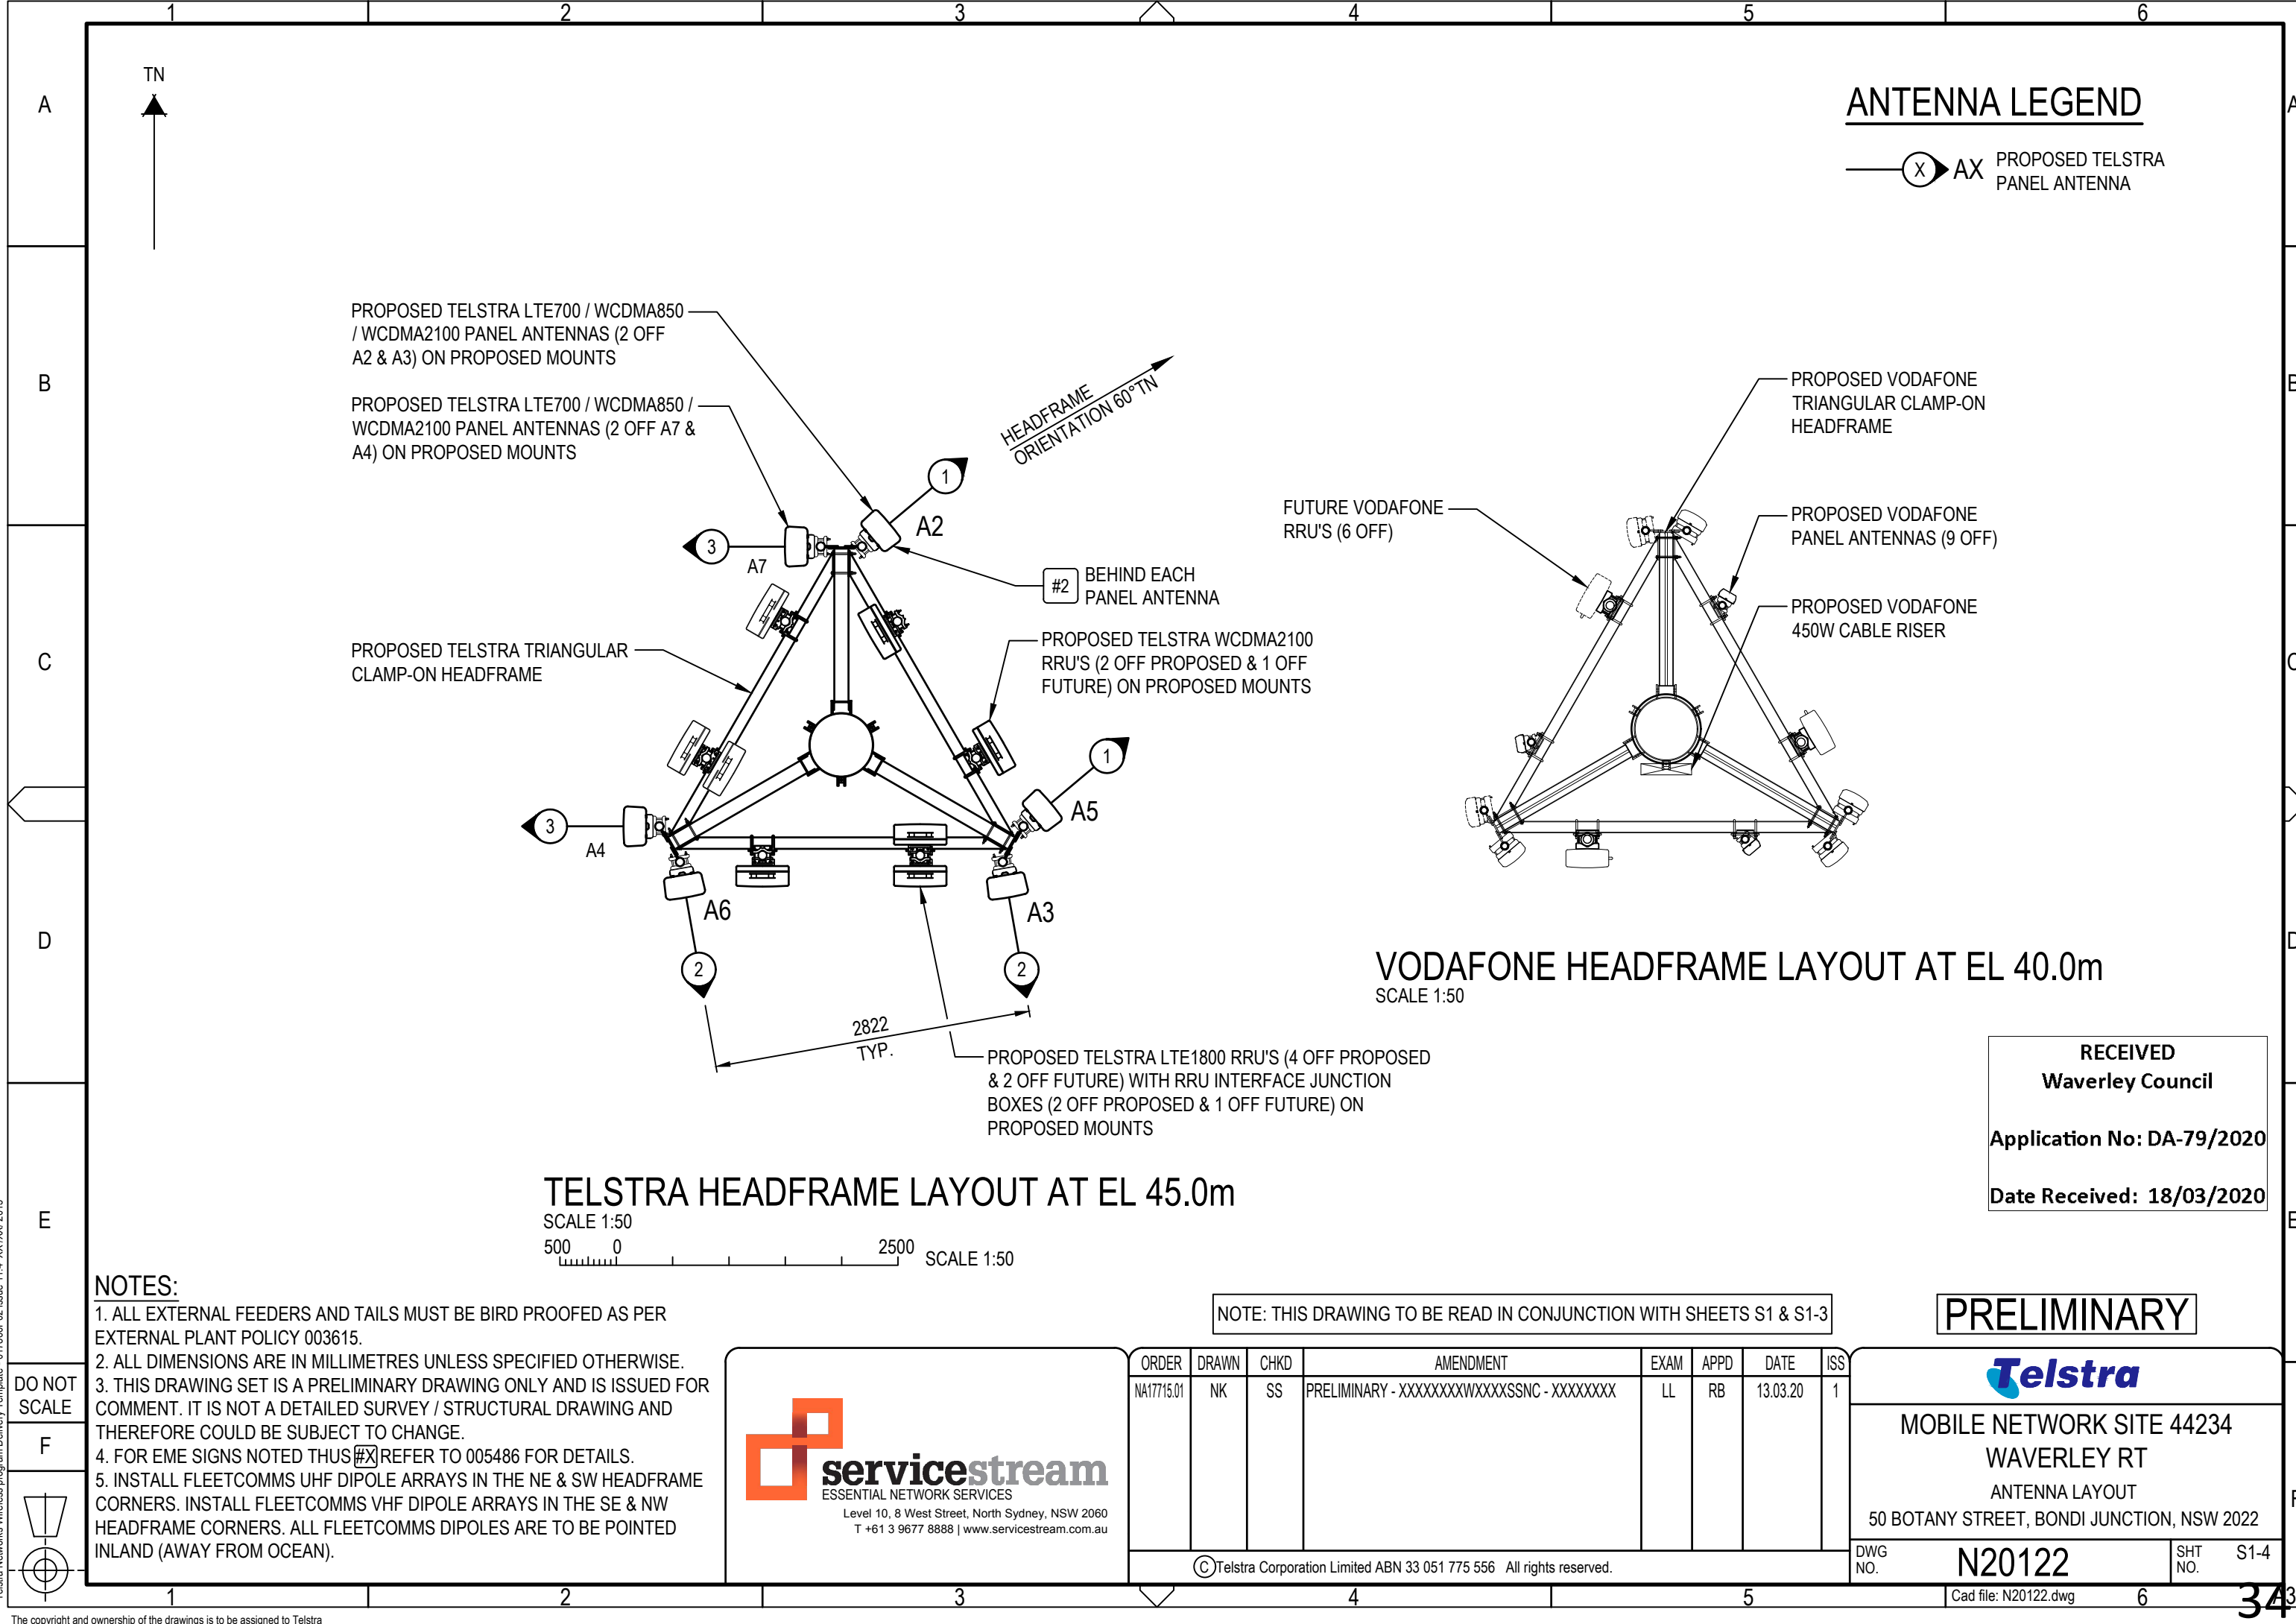 1 2 3 4 5 6
A
B
C
D
E
F
TN
ANTENNA LEGEND
X AX PROPOSED TELSTRA
PANEL ANTENNA
PROPOSED TELSTRA LTE700 / WCDMA850
/ WCDMA2100 PANEL ANTENNAS (2 OFF
A2 & A3) ON PROPOSED MOUNTS
PROPOSED TELSTRA LTE700 / WCDMA850 /
WCDMA2100 PANEL ANTENNAS (2 OFF A7 &
A4) ON PROPOSED MOUNTS
HEADFRAME
ORIENTATION 60°TN
1
A2
3
A7
#2 BEHIND EACH
PANEL ANTENNA
PROPOSED TELSTRA TRIANGULAR
CLAMP-ON HEADFRAME
PROPOSED TELSTRA WCDMA2100
RRU'S (2 OFF PROPOSED & 1 OFF
FUTURE) ON PROPOSED MOUNTS
1
A5
3
A4
A6
A3
2
2
2822
TYP.
PROPOSED TELSTRA LTE1800 RRU'S (4 OFF PROPOSED
& 2 OFF FUTURE) WITH RRU INTERFACE JUNCTION
BOXES (2 OFF PROPOSED & 1 OFF FUTURE) ON
PROPOSED MOUNTS
TELSTRA HEADFRAME LAYOUT AT EL 45.0m
SCALE 1:50
500 0 2500 SCALE 1:50
PROPOSED VODAFONE
TRIANGULAR CLAMP-ON
HEADFRAME
FUTURE VODAFONE
RRU'S (6 OFF)
PROPOSED VODAFONE
PANEL ANTENNAS (9 OFF)
PROPOSED VODAFONE
450W CABLE RISER
VODAFONE HEADFRAME LAYOUT AT EL 40.0m
SCALE 1:50
RECEIVED
Waverley Council
Application No: DA-79/2020
Date Received: 18/03/2020
NOTES:
1. ALL EXTERNAL FEEDERS AND TAILS MUST BE BIRD PROOFED AS PER
EXTERNAL PLANT POLICY 003615.
2. ALL DIMENSIONS ARE IN MILLIMETRES UNLESS SPECIFIED OTHERWISE.
3. THIS DRAWING SET IS A PRELIMINARY DRAWING ONLY AND IS ISSUED FOR
COMMENT. IT IS NOT A DETAILED SURVEY / STRUCTURAL DRAWING AND
THEREFORE COULD BE SUBJECT TO CHANGE.
4. FOR EME SIGNS NOTED THUS #X REFER TO 005486 FOR DETAILS.
5. INSTALL FLEETCOMMS UHF DIPOLE ARRAYS IN THE NE & SW HEADFRAME
CORNERS. INSTALL FLEETCOMMS VHF DIPOLE ARRAYS IN THE SE & NW
HEADFRAME CORNERS. ALL FLEETCOMMS DIPOLES ARE TO BE POINTED
INLAND (AWAY FROM OCEAN).
DO NOT
SCALE
servicestream
ESSENTIAL NETWORK SERVICES
Level 10, 8 West Street, North Sydney, NSW 2060
T +61 3 9677 8888 | www.servicestream.com.au
NOTE: THIS DRAWING TO BE READ IN CONJUNCTION WITH SHEETS S1 & S1-3
ORDER DRAWN CHKD AMENDMENT EXAM APPD DATE ISS
NA17715.01 NK SS PRELIMINARY - XXXXXXXXWXXXXSSNC - XXXXXXXX LL RB 13.03.20 1
C Telstra Corporation Limited ABN 33 051 775 556 All rights reserved.
PRELIMINARY
Telstra
MOBILE NETWORK SITE 44234
WAVERLEY RT
ANTENNA LAYOUT
50 BOTANY STREET, BONDI JUNCTION, NSW 2022
DWG
NO. N20122
SHT
NO. S1-4
Cad file: N20122.dwg
34
1 2 3 4 5 6
The copyright and ownership of the drawings is to be assigned to Telstra